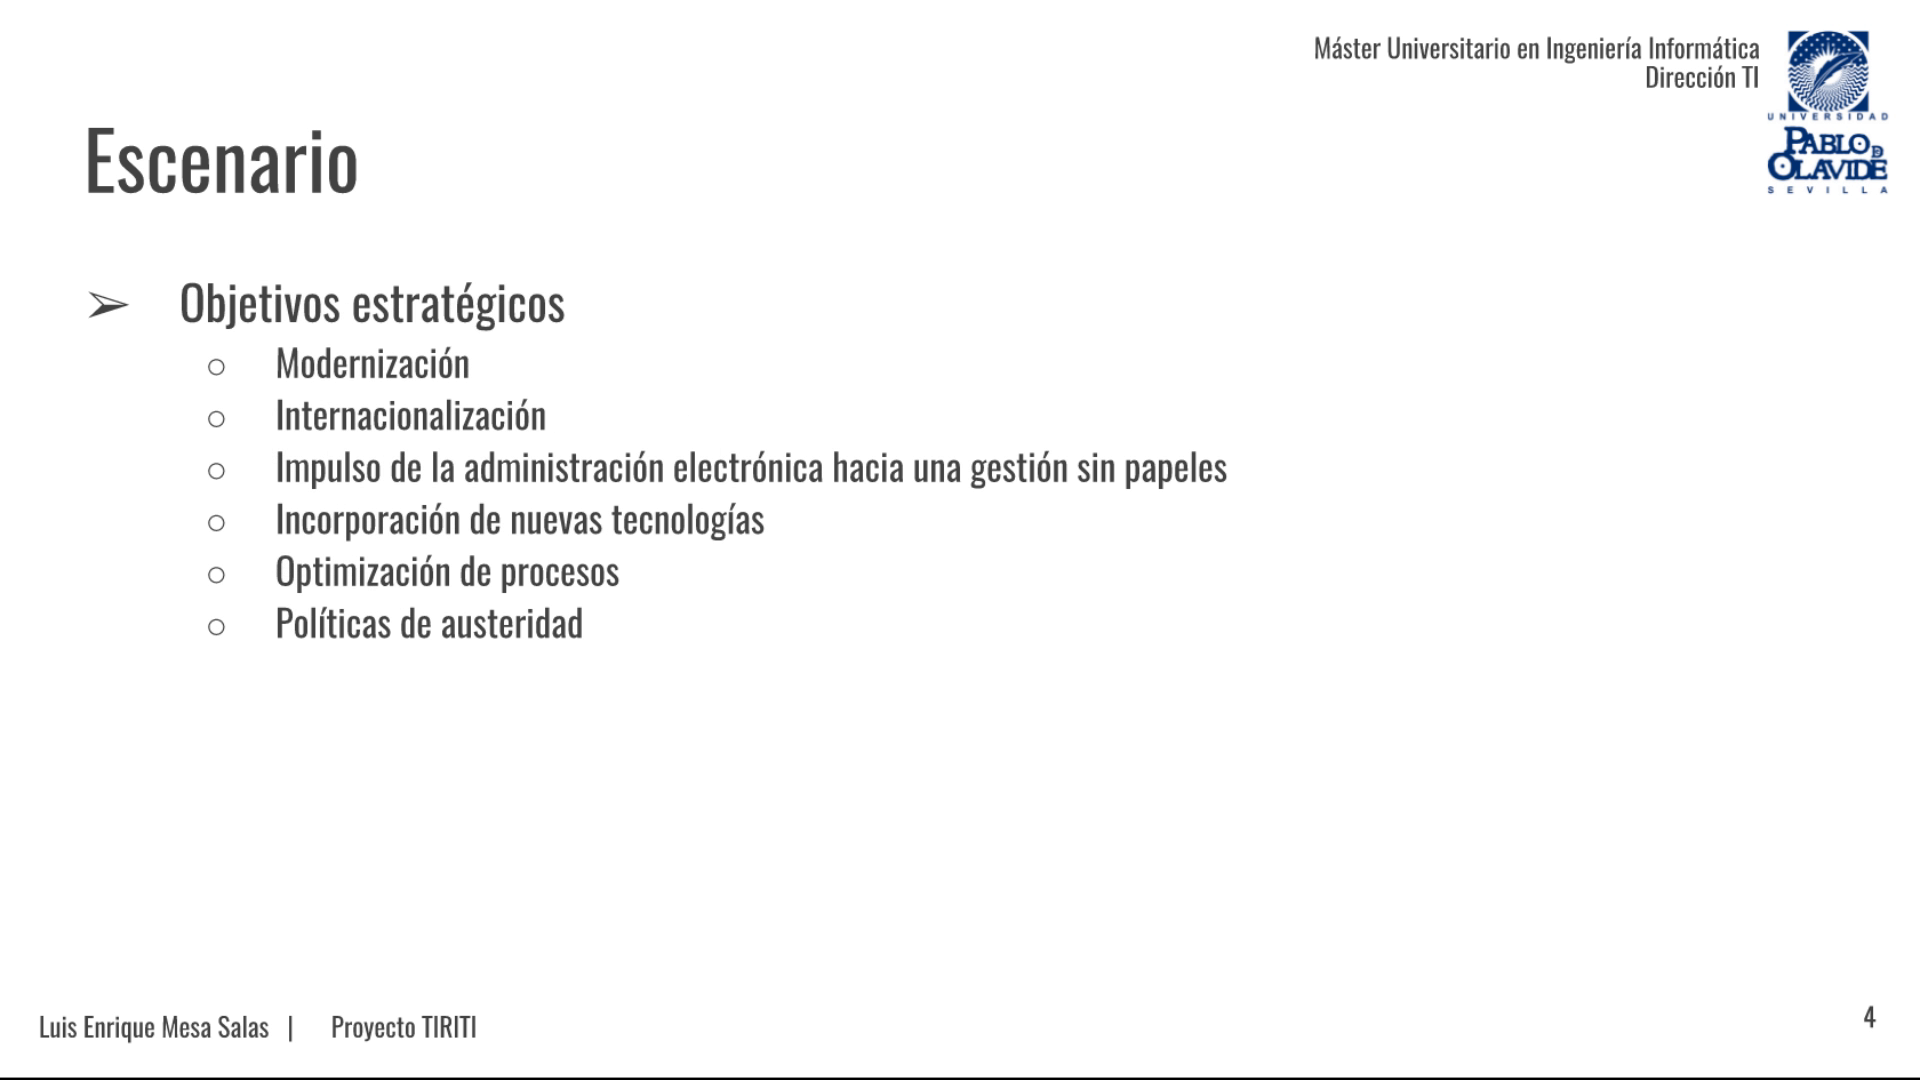 Máster Universitario en Ingeniería Informática
Dirección TI
UNIVERSIDAD
PABLO DE
OLAVIDE
SEVILLA
Escenario
➢ Objetivos estratégicos
○ Modernización
○ Internacionalización
○ Impulso de la administración electrónica hacia una gestión sin papeles
○ Incorporación de nuevas tecnologías
○ Optimización de procesos
○ Políticas de austeridad
Luis Enrique Mesa Salas | Proyecto TIRITI
4